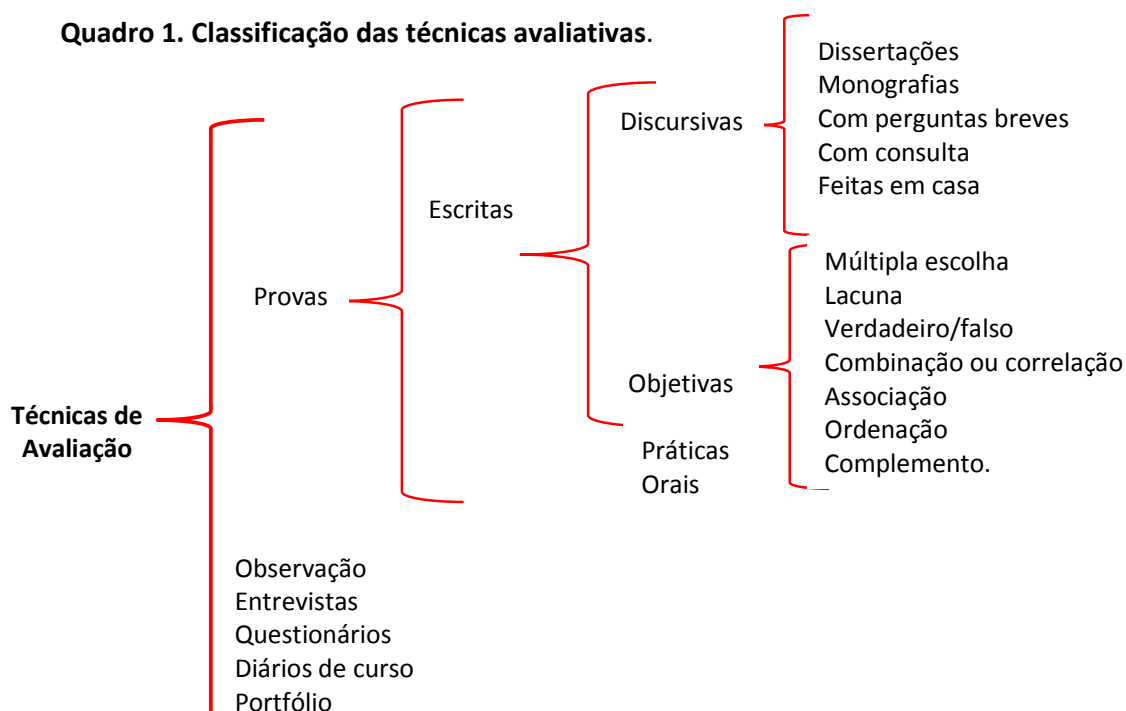 Quadro 1. Classificação das técnicas avaliativas.
Dissertações
Monografias
Com perguntas breves
Com consulta
Feitas em casa
Discursivas
Escritas
Múltipla escolha
Lacuna
Verdadeiro/falso
Combinação ou correlação
Associação
Ordenação
Complemento.
Provas
Objetivas
Técnicas de
Avaliação
Práticas
Orais
Observação
Entrevistas
Questionários
Diários de curso
Portfólio